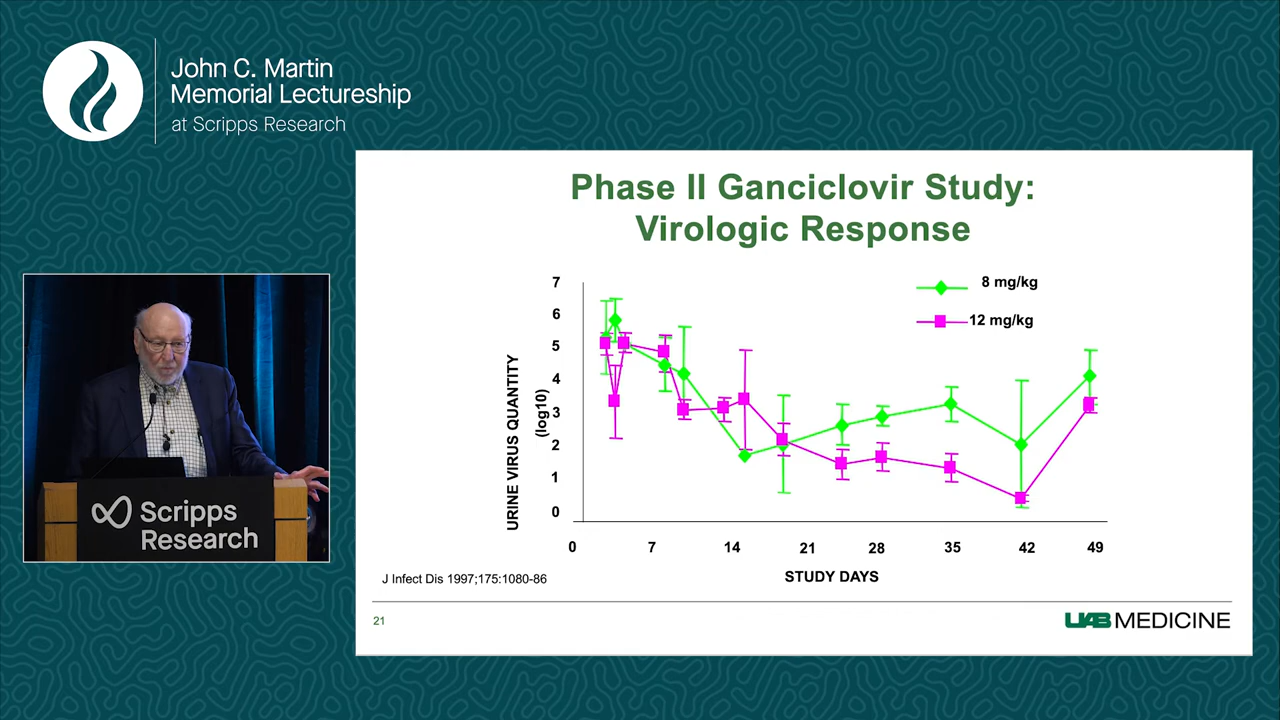 John C. Martin
Memorial Lectureship
at Scripps Research
Phase II Ganciclovir Study:
Virologic Response
8 mg/kg
12 mg/kg
URINE VIRUS QUANTITY
(log10)
7
6
5
4
3
2
1
0
0 7 14 21 28 35 42 49
STUDY DAYS
J Infect Dis 1997;175:1080-86
21
UAB MEDICINE
Scripps
Research